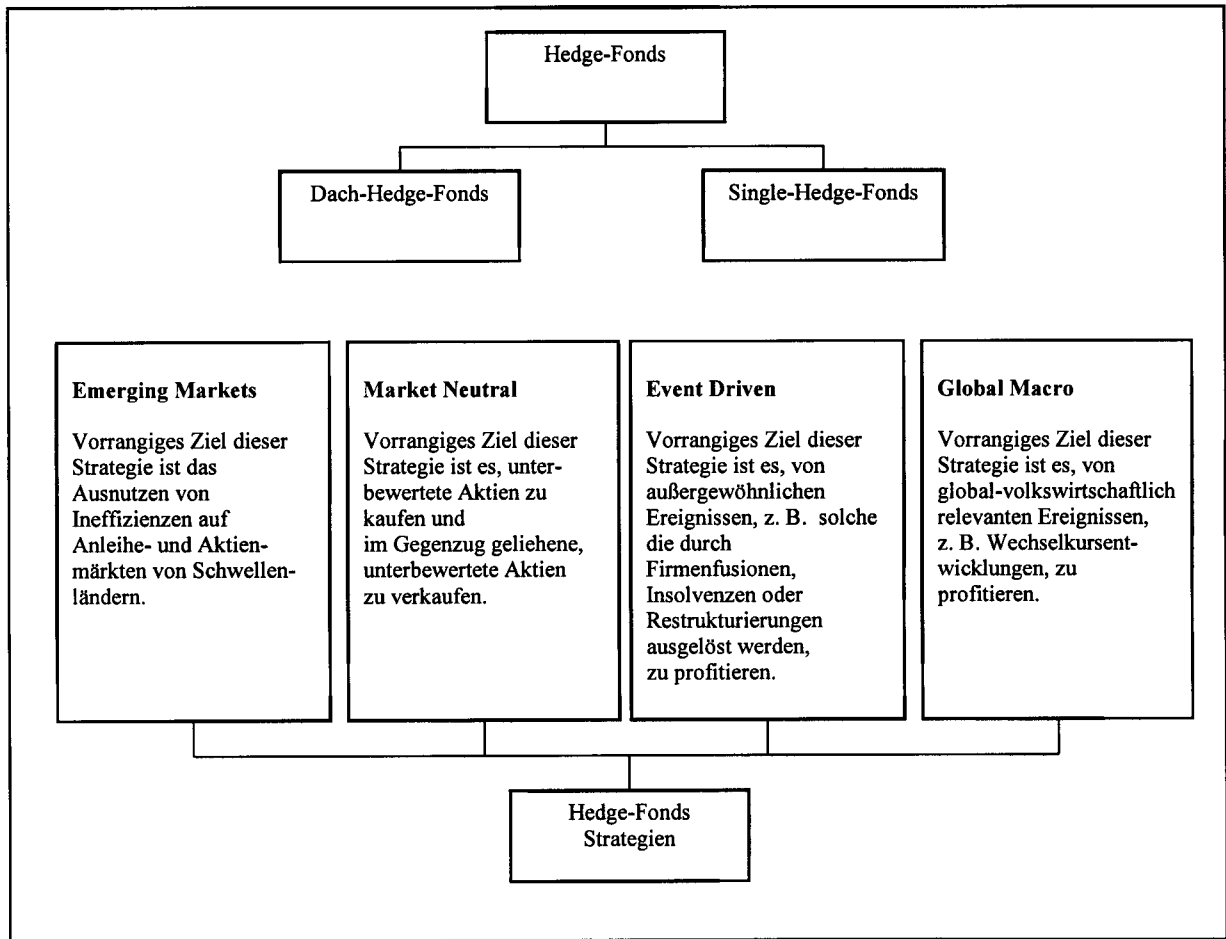 Hedge-Fonds
Dach-Hedge-Fonds
Single-Hedge-Fonds
Emerging Markets
Vorrangiges Ziel dieser
Strategie ist das
Ausnutzen von
Ineffizienzen auf
Anleihe- und Aktien-
märkten von Schwellen-
ländern.
Market Neutral
Vorrangiges Ziel dieser
Strategie ist es, unter-
bewertete Aktien zu
kaufen und
im Gegenzug geliehene,
unterbewertete Aktien
zu verkaufen.
Event Driven
Vorrangiges Ziel dieser
Strategie ist es, von
außergewöhnlichen
Ereignissen, z. B. solche
die durch
Firmenfusionen,
Insolvenzen oder
Restrukturierungen
ausgelöst werden,
zu profitieren.
Global Macro
Vorrangiges Ziel dieser
Strategie ist es, von
global-volkswirtschaftlich
relevanten Ereignissen,
z. B. Wechselkursent-
wicklungen, zu
profitieren.
Hedge-Fonds
Strategien